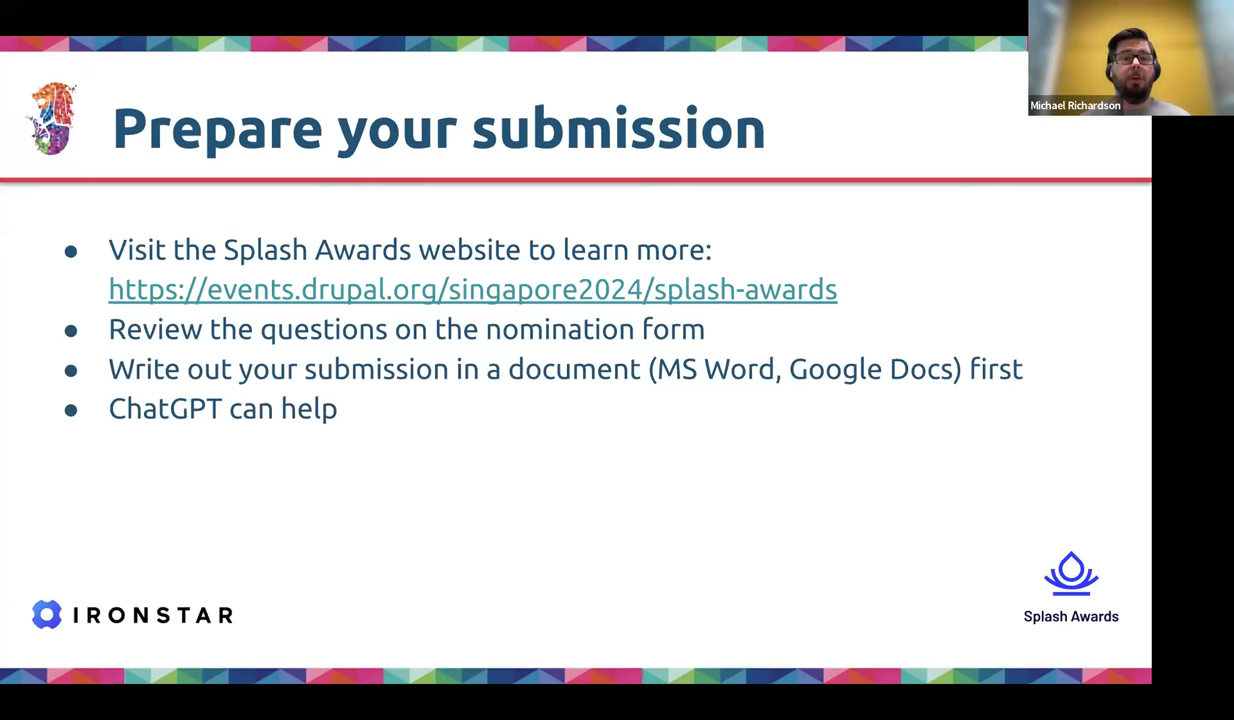 Michael Richardson
Prepare your submission
● Visit the Splash Awards website to learn more:
https://events.drupal.org/singapore2024/splash-awards
● Review the questions on the nomination form
● Write out your submission in a document (MS Word, Google Docs) first
● ChatGPT can help
IRONSTAR
Splash Awards